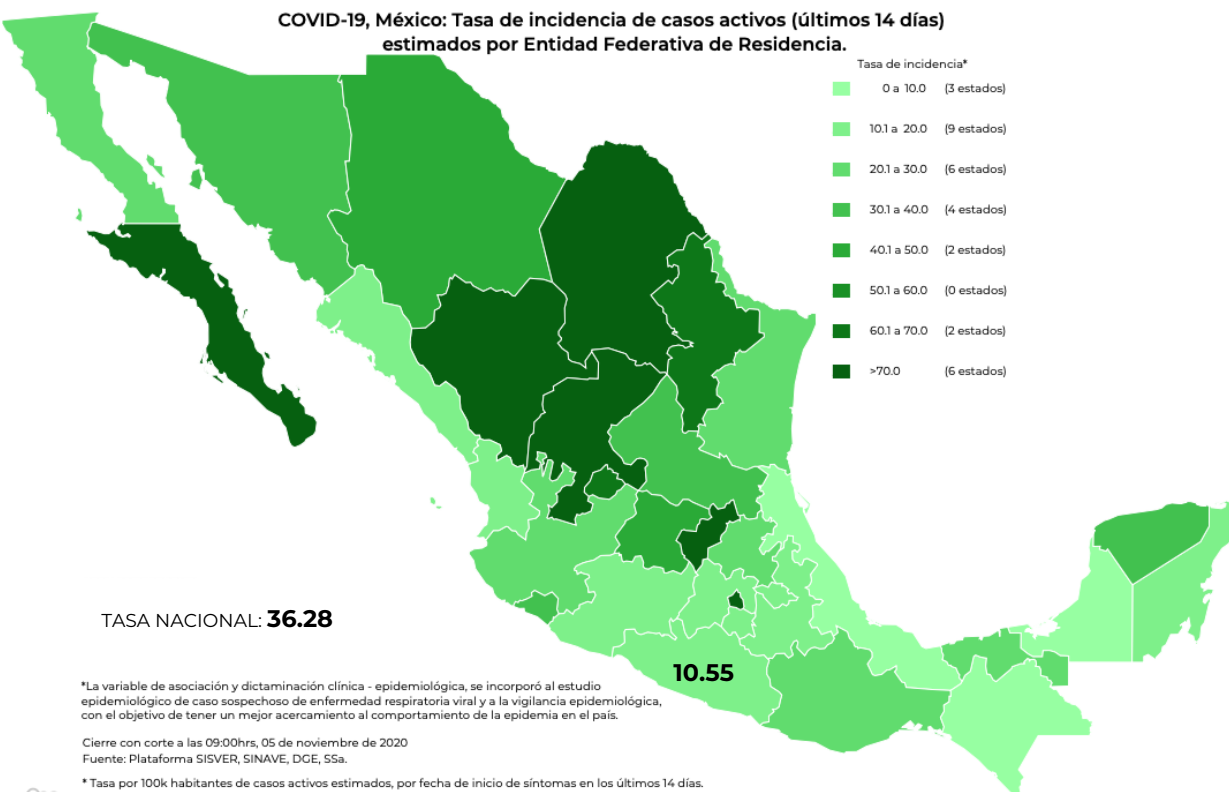 COVID-19, México: Tasa de incidencia de casos activos (últimos 14 días)
estimados por Entidad Federativa de Residencia.
Tasa de incidencia*
0 a 10.0 (3 estados)
10.1 a 20.0 (9 estados)
20.1 a 30.0 (6 estados)
30.1 a 40.0 (4 estados)
40.1 a 50.0 (2 estados)
50.1 a 60.0 (0 estados)
60.1 a 70.0 (2 estados)
>70.0 (6 estados)
TASA NACIONAL: 36.28
10.55
*La variable de asociación y dictaminación clínica - epidemiológica, se incorporó al estudio
epidemiológico de caso sospechoso de enfermedad respiratoria viral y a la vigilancia epidemiológica,
con el objetivo de tener un mejor acercamiento al comportamiento de la epidemia en el país.
Cierre con corte a las 09:00hrs, 05 de noviembre de 2020
Fuente: Plataforma SISVER, SINAVE, DGE, SSa.
* Tasa por 100k habitantes de casos activos estimados, por fecha de inicio de síntomas en los últimos 14 días.